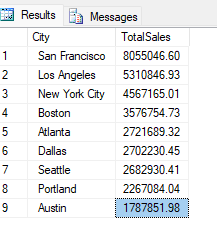 Results Messages
City TotalSales
1 San Francisco 8055046.60
2 Los Angeles 5310846.93
3 New York City 4567165.01
4 Boston 3576754.73
5 Atlanta 2721689.32
6 Dallas 2702230.45
7 Seattle 2682930.41
8 Portland 2267084.04
9 Austin 1787851.98